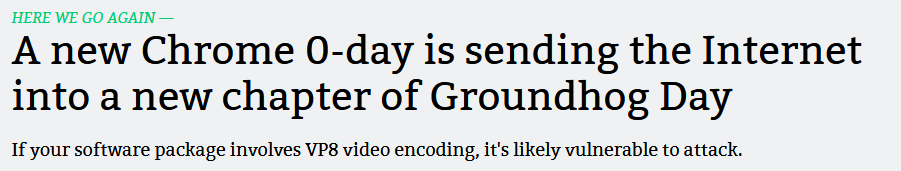 HERE WE GO AGAIN —
A new Chrome 0-day is sending the Internet
into a new chapter of Groundhog Day
If your software package involves VP8 video encoding, it's likely vulnerable to attack.